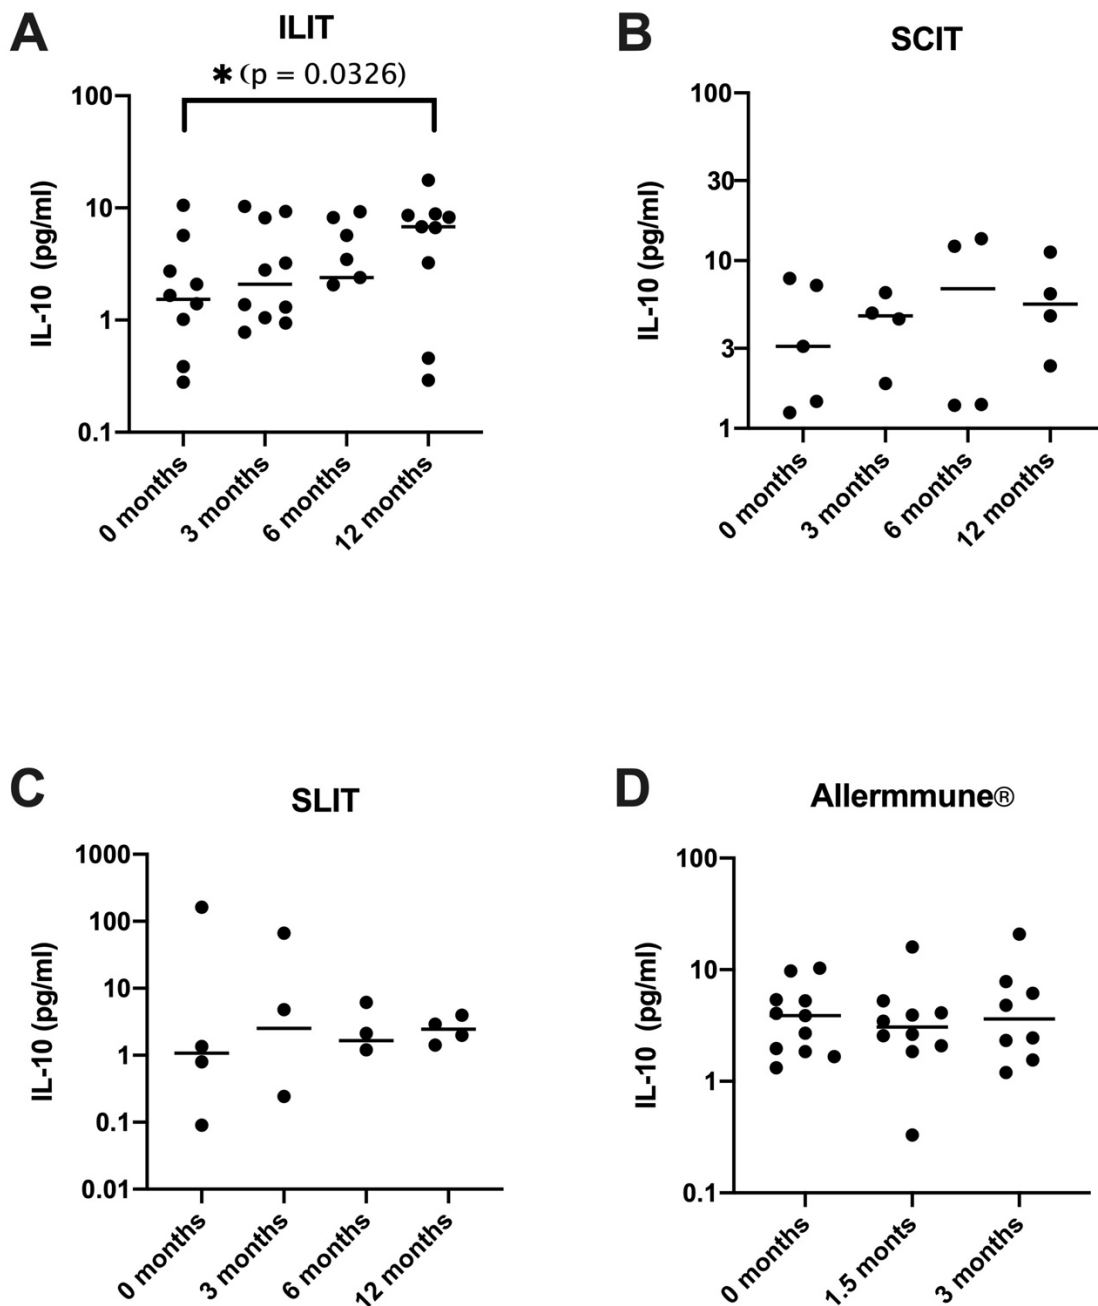 A
ILIT
* (p = 0.0326)
IL-10 (pg/ml)
100
10
1
0.1
0 months
3 months
6 months
12 months
B
SCIT
IL-10 (pg/ml)
100
30
10
3
1
0 months
3 months
6 months
12 months
C
SLIT
IL-10 (pg/ml)
1000
100
10
1
0.1
0.01
0 months
3 months
6 months
12 months
D
Allermmune®
IL-10 (pg/ml)
100
10
1
0.1
0 months
1.5 monts
3 months